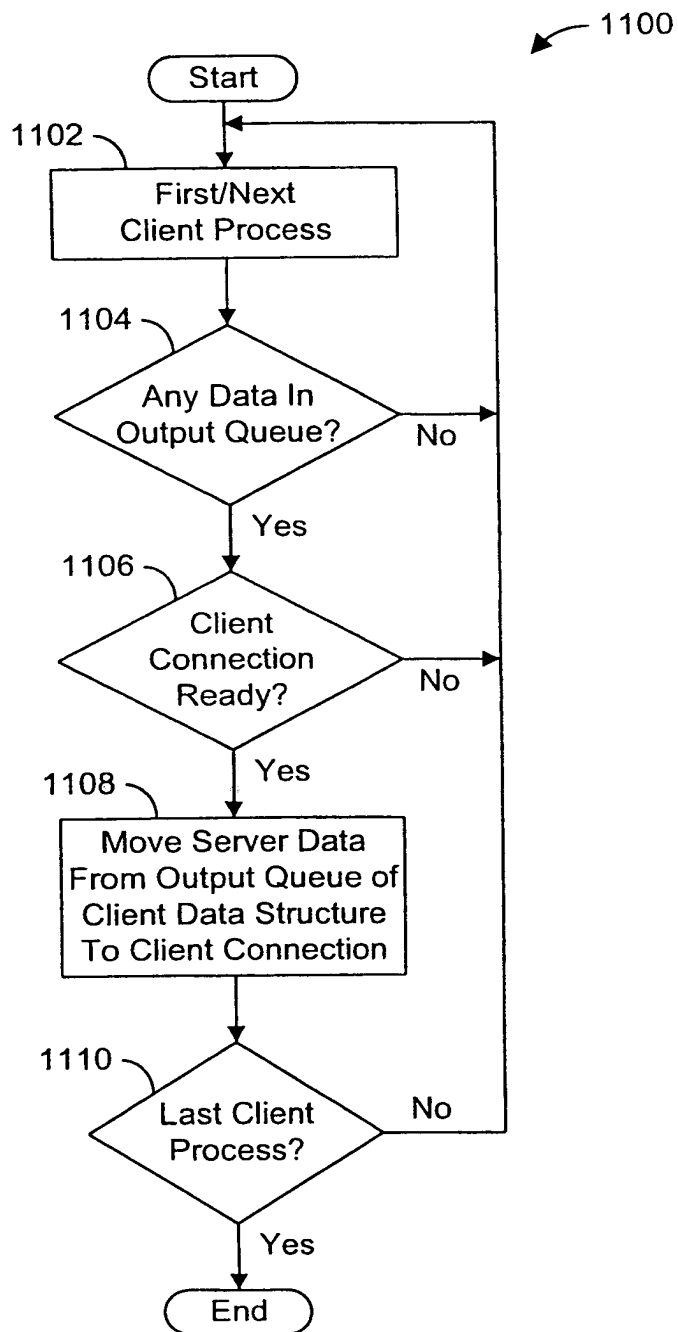 1100
Start
1102
First/Next
Client Process
1104
Any Data In
Output Queue?
No
Yes
1106
Client
Connection
Ready?
No
Yes
1108
Move Server Data
From Output Queue of
Client Data Structure
To Client Connection
1110
Last Client
Process?
No
Yes
End